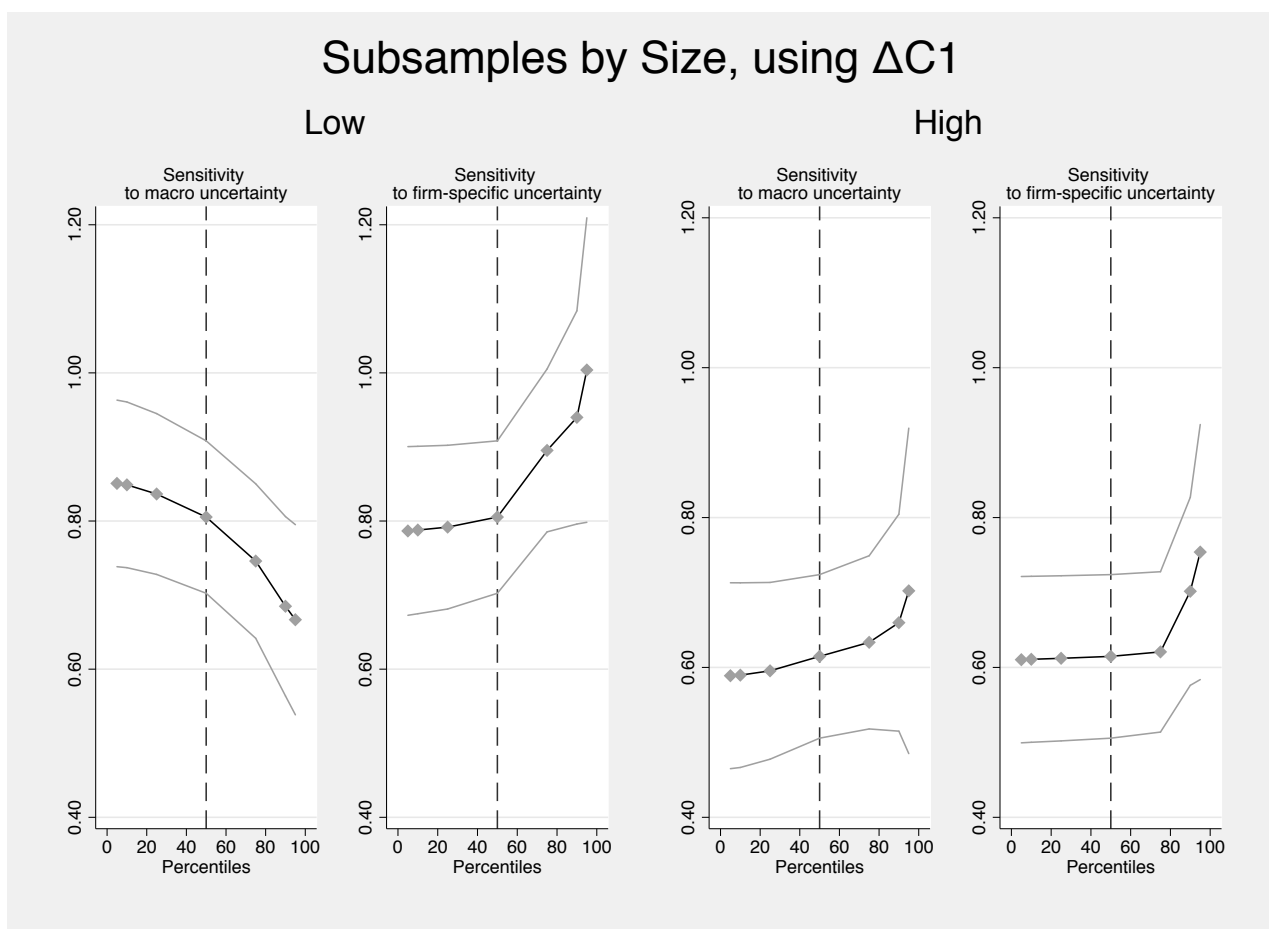 Subsamples by Size, using ΔC1
Low
High
Sensitivity
to macro uncertainty
0.40 0.60 0.80 1.00 1.20
0 20 40 60 80 100
Percentiles
Sensitivity
to firm-specific uncertainty
0.40 0.60 0.80 1.00 1.20
0 20 40 60 80 100
Percentiles
Sensitivity
to macro uncertainty
0.40 0.60 0.80 1.00 1.20
0 20 40 60 80 100
Percentiles
Sensitivity
to firm-specific uncertainty
0.40 0.60 0.80 1.00 1.20
0 20 40 60 80 100
Percentiles